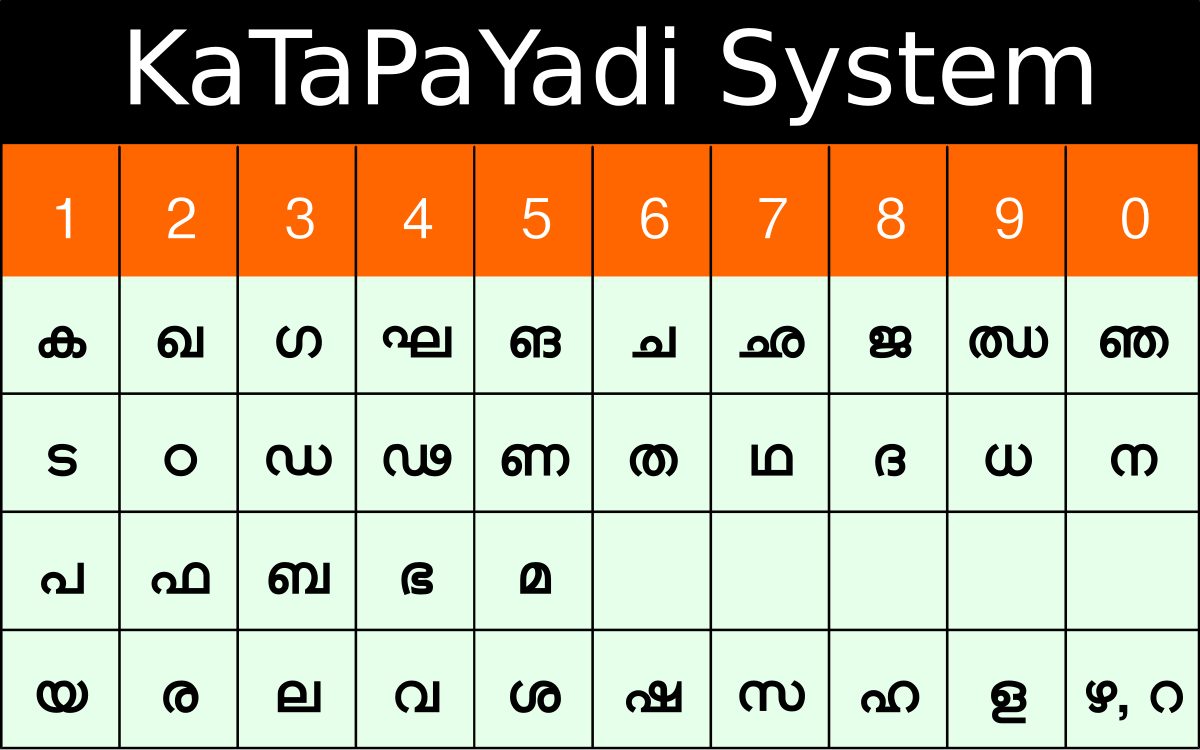 KaTaPaYadi System
1 2 3 4 5 6 7 8 9 0
ക ഖ ഗ ഘ ങ ച ഛ ജ ഝ ഞ
ട ഠ ഡ ഢ ണ ത ഥ ദ ധ ന
പ ഫ ബ ഭ മ
യ ര ല വ ശ ഷ സ ഹ ള ഴ, റ